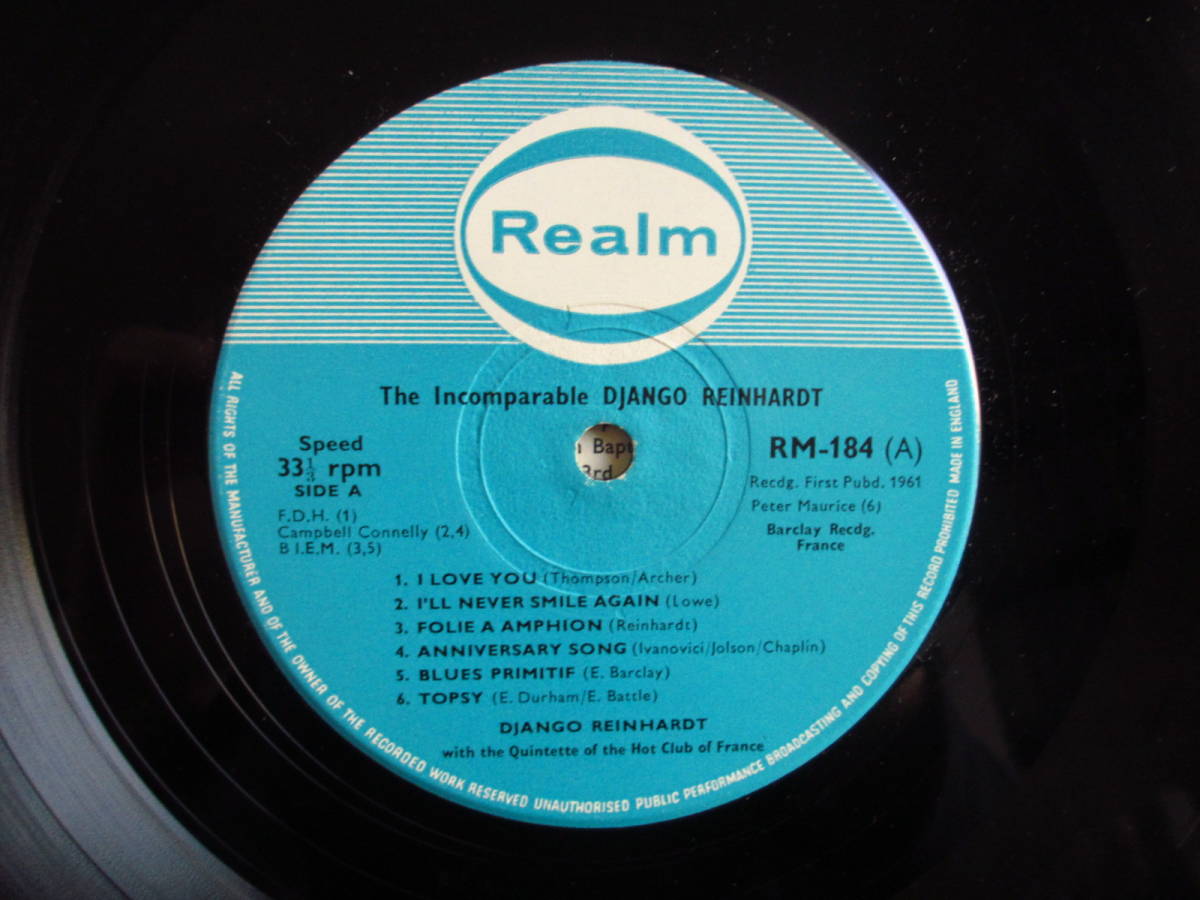 Realm
The Incomparable DJANGO REINHARDT
Speed
33⅓ rpm
SIDE A
F.D.H. (1)
Campbell Connelly (2,4)
B I.E.M. (3,5)
RM-184 (A)
Recdg. First Pubd. 1961
Peter Maurice (6)
Barclay Recdg.
France
3rd
1. I LOVE YOU (Thompson/Archer)
2. I'LL NEVER SMILE AGAIN (Lowe)
3. FOLIE A AMPHION (Reinhardt)
4. ANNIVERSARY SONG (Ivanovici/Jolson/Chaplin)
5. BLUES PRIMITIF (E. Barclay)
6. TOPSY (E. Durham/E. Battle)
DJANGO REINHARDT
with the Quintette of the Hot Club of France
ALL RIGHTS OF THE MANUFACTURER AND OF THE OWNER OF THE RECORDED WORK RESERVED UNAUTHORISED PUBLIC PERFORMANCE BROADCASTING AND COPYING OF THIS RECORD PROHIBITED MADE IN ENGLAND